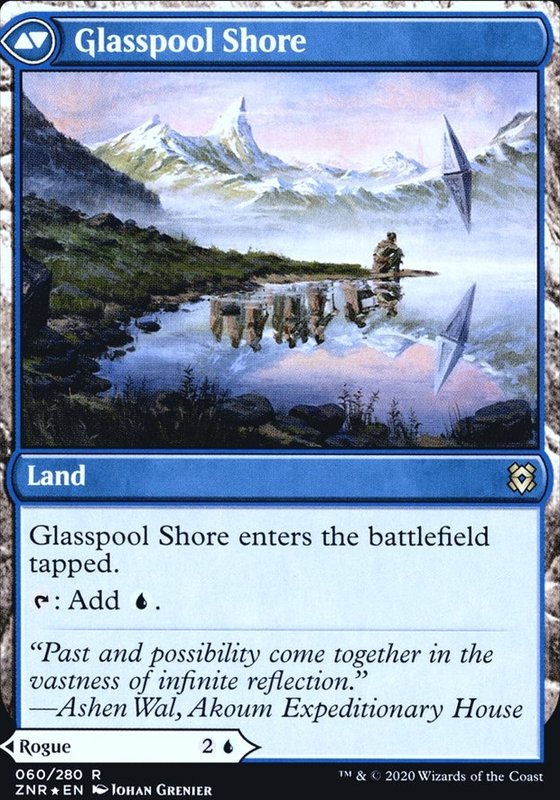 Glasspool Shore
Land
Glasspool Shore enters the battlefield
tapped.
: Add .
“Past and possibility come together in the
vastness of infinite reflection.”
—Ashen Wal, Akoum Expeditionary House
Rogue 2
060/280 R
ZNR ★ EN Johan Grenier
™ & © 2020 Wizards of the Coast